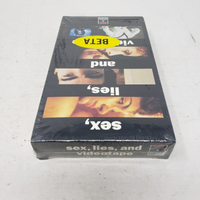 sex,
lies,
and
BETA
sex, lies, and
videotape